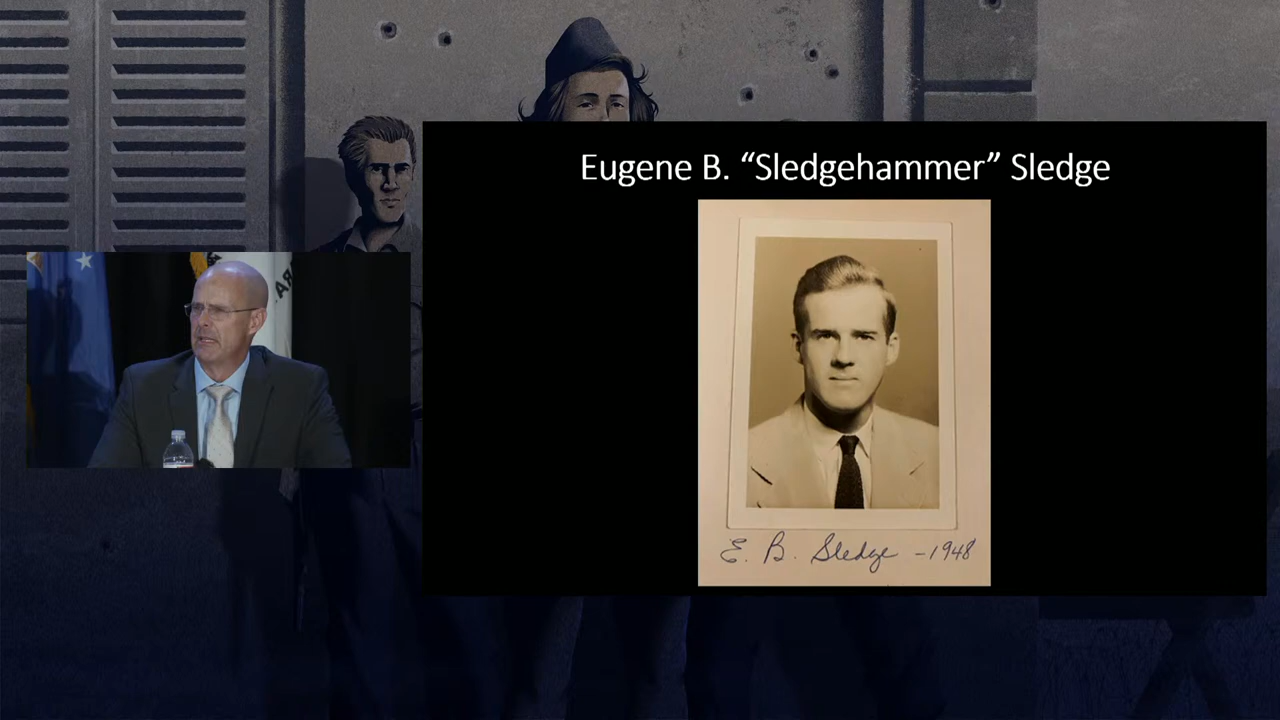 Eugene B. “Sledgehammer” Sledge
E. B. Sledge - 1948